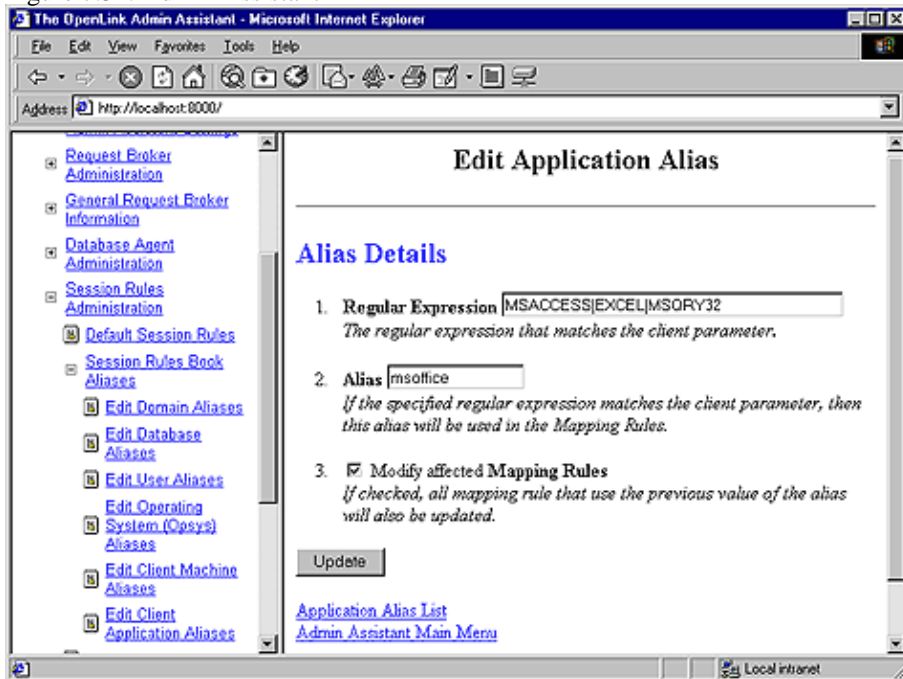 The OpenLink Admin Assistant - Microsoft Internet Explorer
File Edit View Favorites Tools Help
Address http://localhost:8000/
Request Broker
Administration
General Request Broker
Information
Database Agent
Administration
Session Rules
Administration
Default Session Rules
Session Rules Book
Aliases
Edit Domain Aliases
Edit Database
Aliases
Edit User Aliases
Edit Operating
System (Opsys)
Aliases
Edit Client Machine
Aliases
Edit Client
Application Aliases
Edit Application Alias
Alias Details
1. Regular Expression MSACCESS|EXCEL|MSQRY32
The regular expression that matches the client parameter.
2. Alias msoffice
If the specified regular expression matches the client parameter, then
this alias will be used in the Mapping Rules.
3. Modify affected Mapping Rules
If checked, all mapping rule that use the previous value of the alias
will also be updated.
Update
Application Alias List
Admin Assistant Main Menu
Local intranet